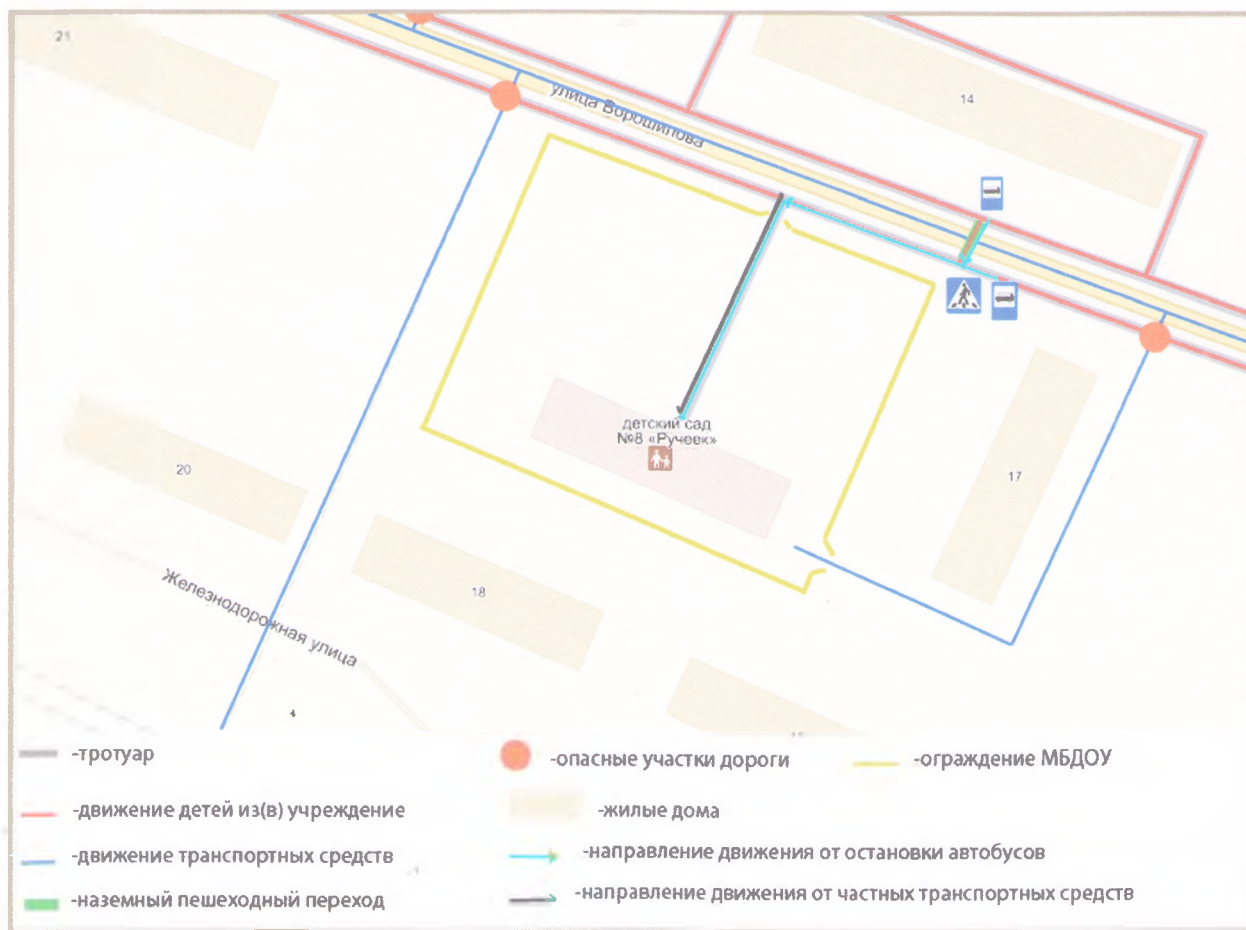 21
14
улица Ворошилова
детский сад
№8 «Ручеек»
20
17
18
Железнодорожная улица
-тротуар
-опасные участки дороги
-ограждение МБДОУ
-движение детей из(в) учреждение
-жилые дома
-движение транспортных средств
-направление движения от остановки автобусов
-наземный пешеходный переход
-направление движения от частных транспортных средств